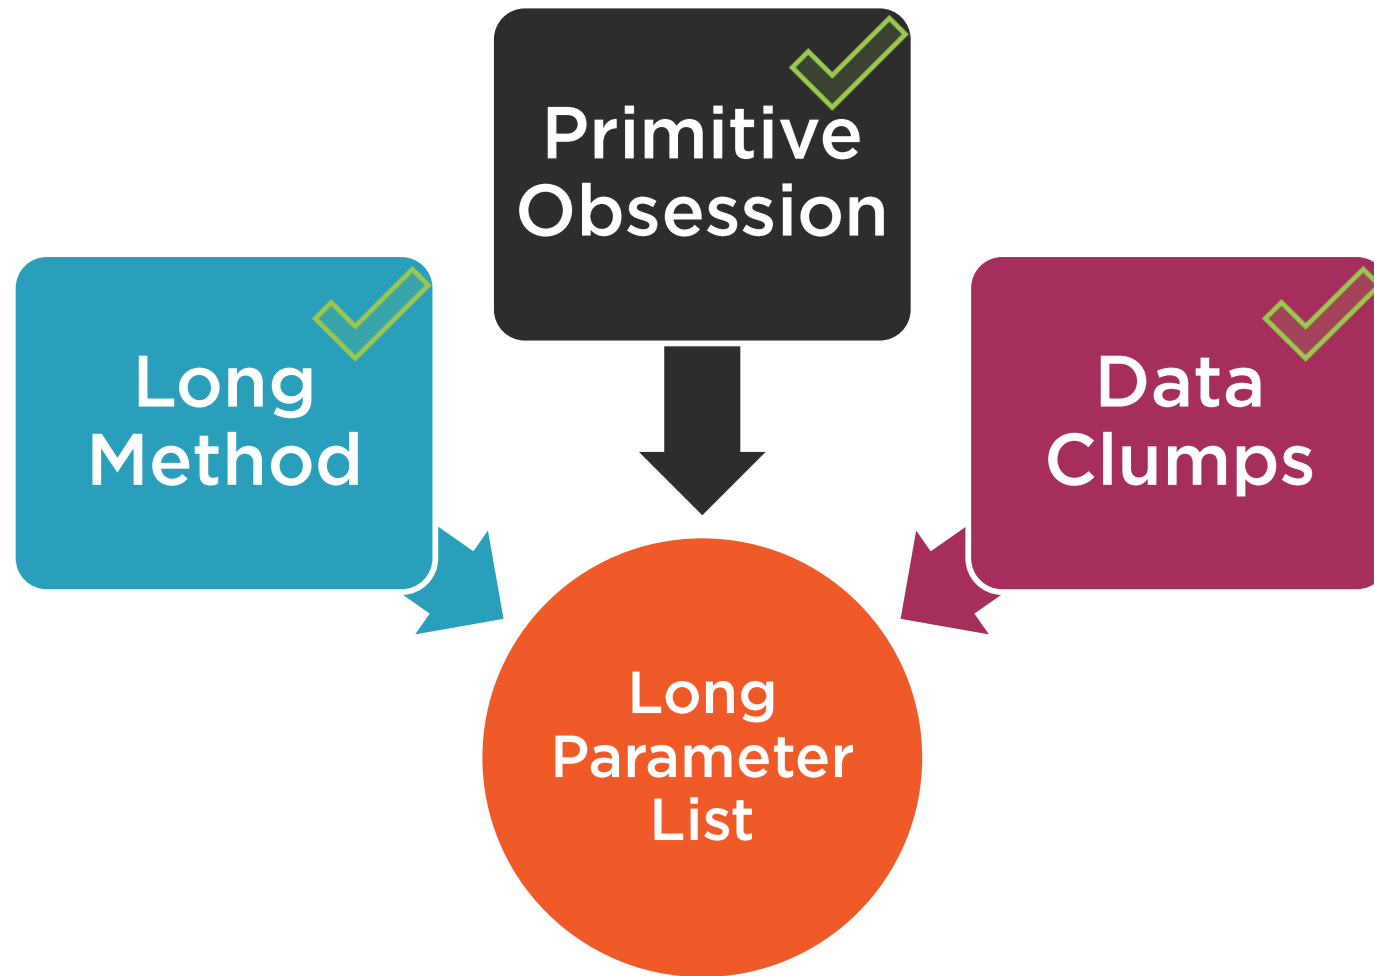 Primitive
Obsession
Long
Method
Data
Clumps
Long
Parameter
List